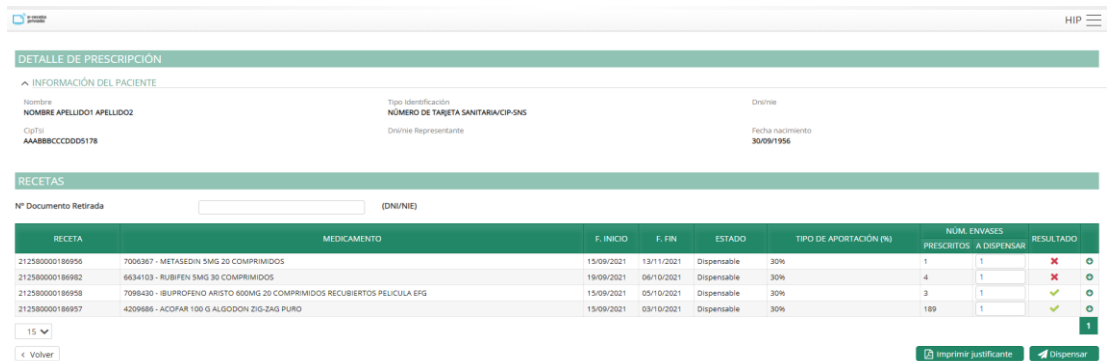 e-receta
privada
HIP
DETALLE DE PRESCRIPCIÓN
INFORMACIÓN DEL PACIENTE
Nombre Tipo Identificación Dni/nie
NOMBRE APELLIDO1 APELLIDO2 NÚMERO DE TARJETA SANITARIA/CIP-SNS
CipTsi Dni/nie Representante Fecha nacimiento
AAABBBCCCDDD5178 30/09/1956
RECETAS
Nº Documento Retirada (DNI/NIE)
NÚM. ENVASES
RECETA MEDICAMENTO F. INICIO F. FIN ESTADO TIPO DE APORTACIÓN (%) PRESCRITOS A DISPENSAR RESULTADO
212580000186956 7006367 - METASEDIN 5MG 20 COMPRIMIDOS 15/09/2021 13/11/2021 Dispensable 30% 1 1
212580000186982 6634103 - RUBIFEN 5MG 30 COMPRIMIDOS 19/09/2021 06/10/2021 Dispensable 30% 4 1
212580000186958 7098430 - IBUPROFENO ARISTO 600MG 20 COMPRIMIDOS RECUBIERTOS PELICULA EFG 15/09/2021 05/10/2021 Dispensable 30% 3 1
212580000186957 4209686 - ACOFAR 100 G ALGODON ZIG-ZAG PURO 15/09/2021 03/10/2021 Dispensable 30% 189 1
15 1
< Volver Imprimir justificante Dispensar